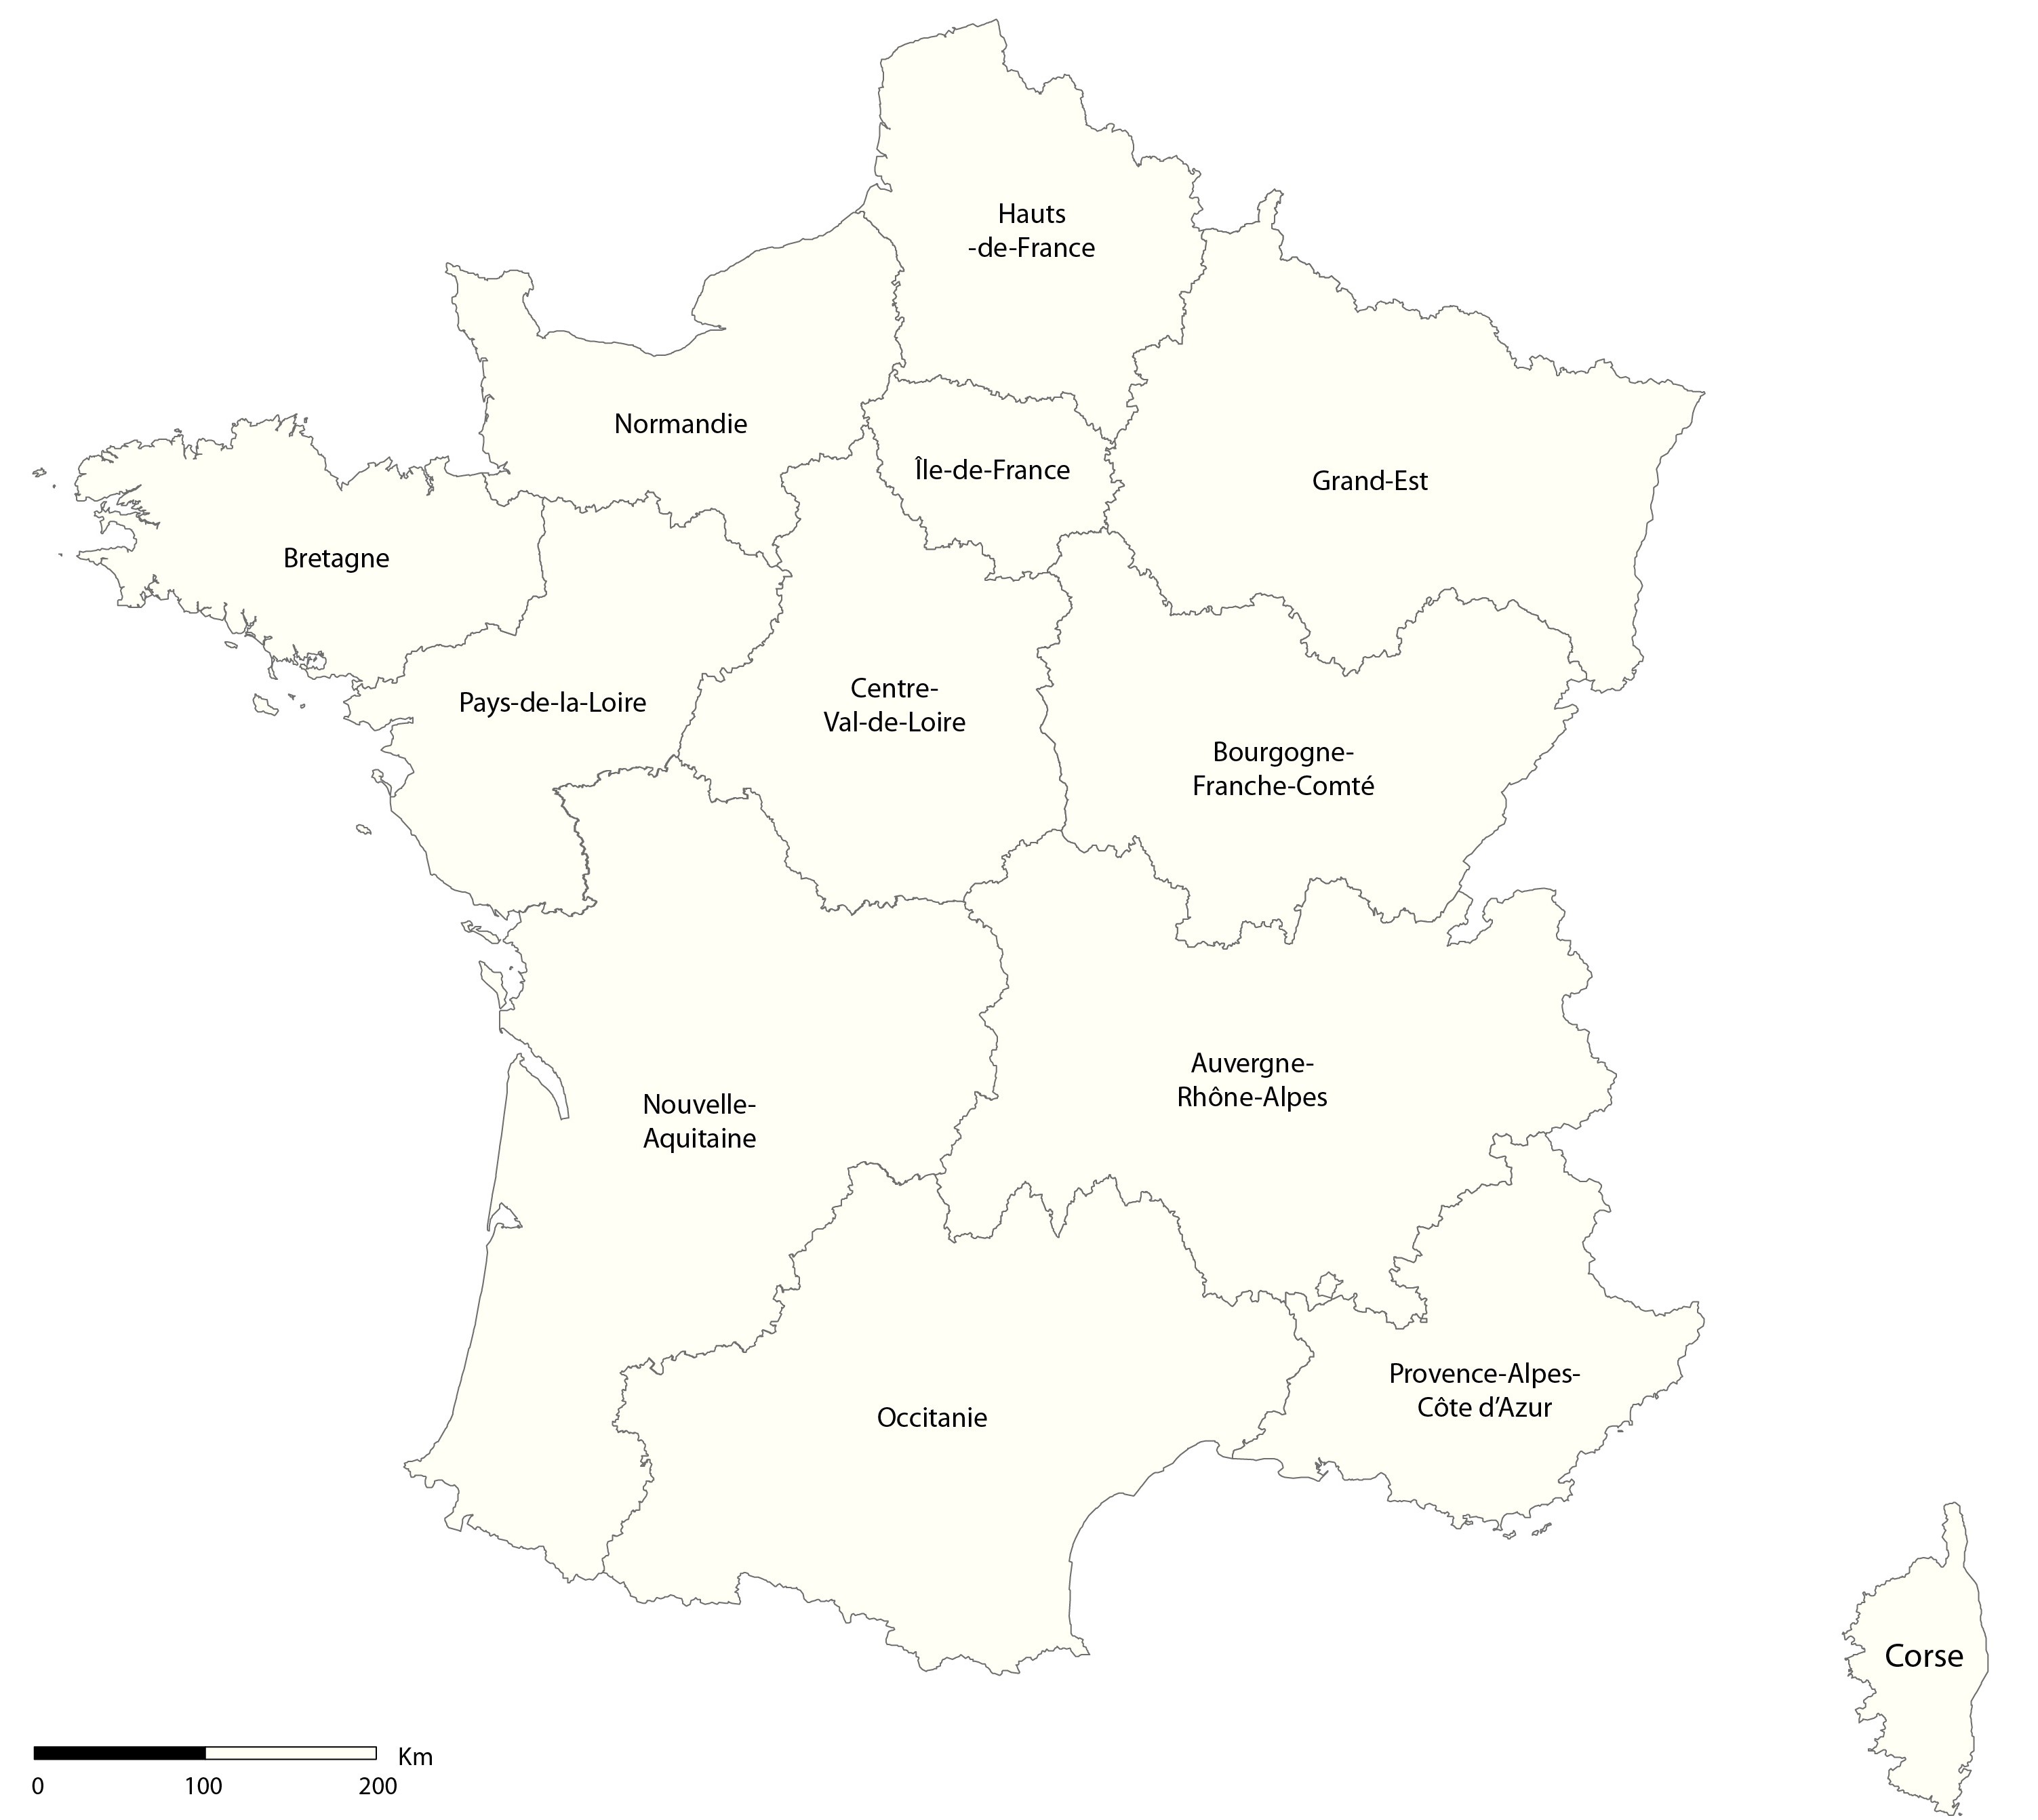 Hauts
-de-France
Normandie
Île-de-France
Grand-Est
Bretagne
Pays-de-la-Loire
Centre-
Val-de-Loire
Bourgogne-
Franche-Comté
Auvergne-
Rhône-Alpes
Nouvelle-
Aquitaine
Provence-Alpes-
Côte d’Azur
Occitanie
Corse
Km
0 100 200